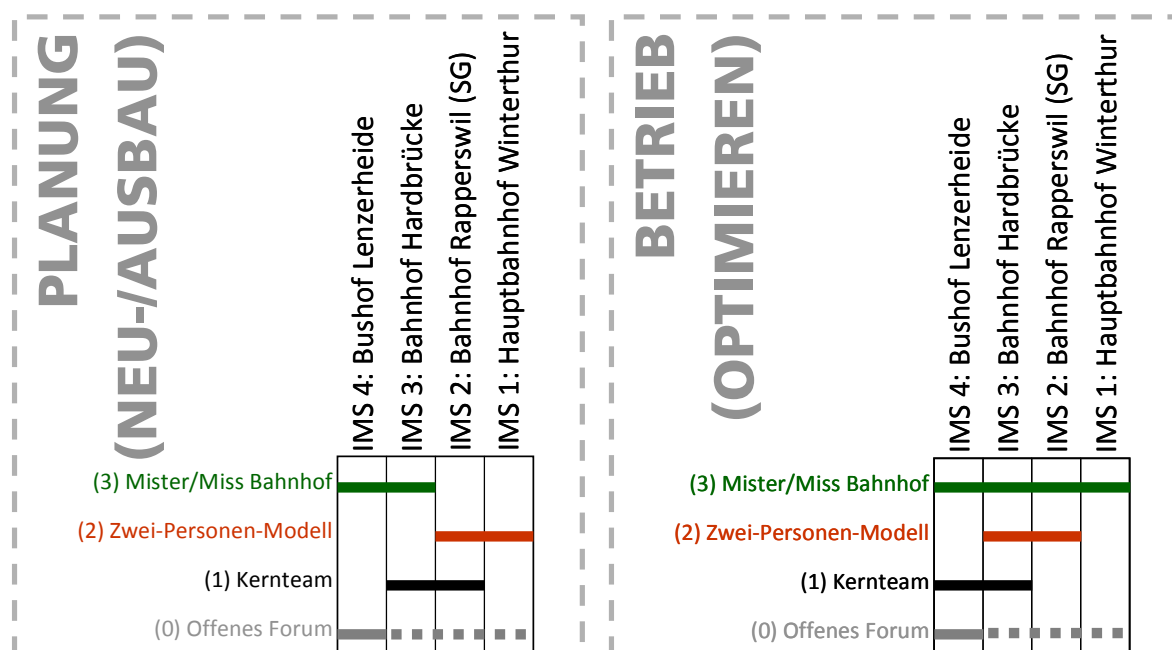 PLANUNG
(NEU-/AUSBAU)
IMS 4: Bushof Lenzerheide
IMS 3: Bahnhof Hardbrücke
IMS 2: Bahnhof Rapperswil (SG)
IMS 1: Hauptbahnhof Winterthur
(3) Mister/Miss Bahnhof
(2) Zwei-Personen-Modell
(1) Kernteam
(0) Offenes Forum
BETRIEB
(OPTIMIEREN)
IMS 4: Bushof Lenzerheide
IMS 3: Bahnhof Hardbrücke
IMS 2: Bahnhof Rapperswil (SG)
IMS 1: Hauptbahnhof Winterthur
(3) Mister/Miss Bahnhof
(2) Zwei-Personen-Modell
(1) Kernteam
(0) Offenes Forum